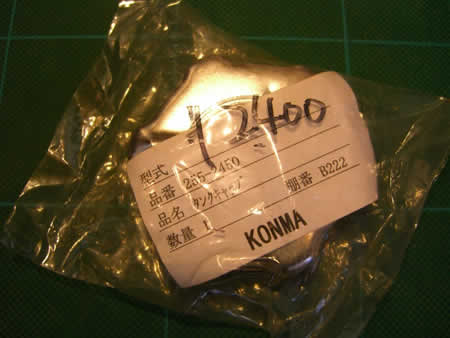 ¥2400
型式
品番 255-2450
品名 タンクキャップ
数量 1 棚番 B222
KONMA